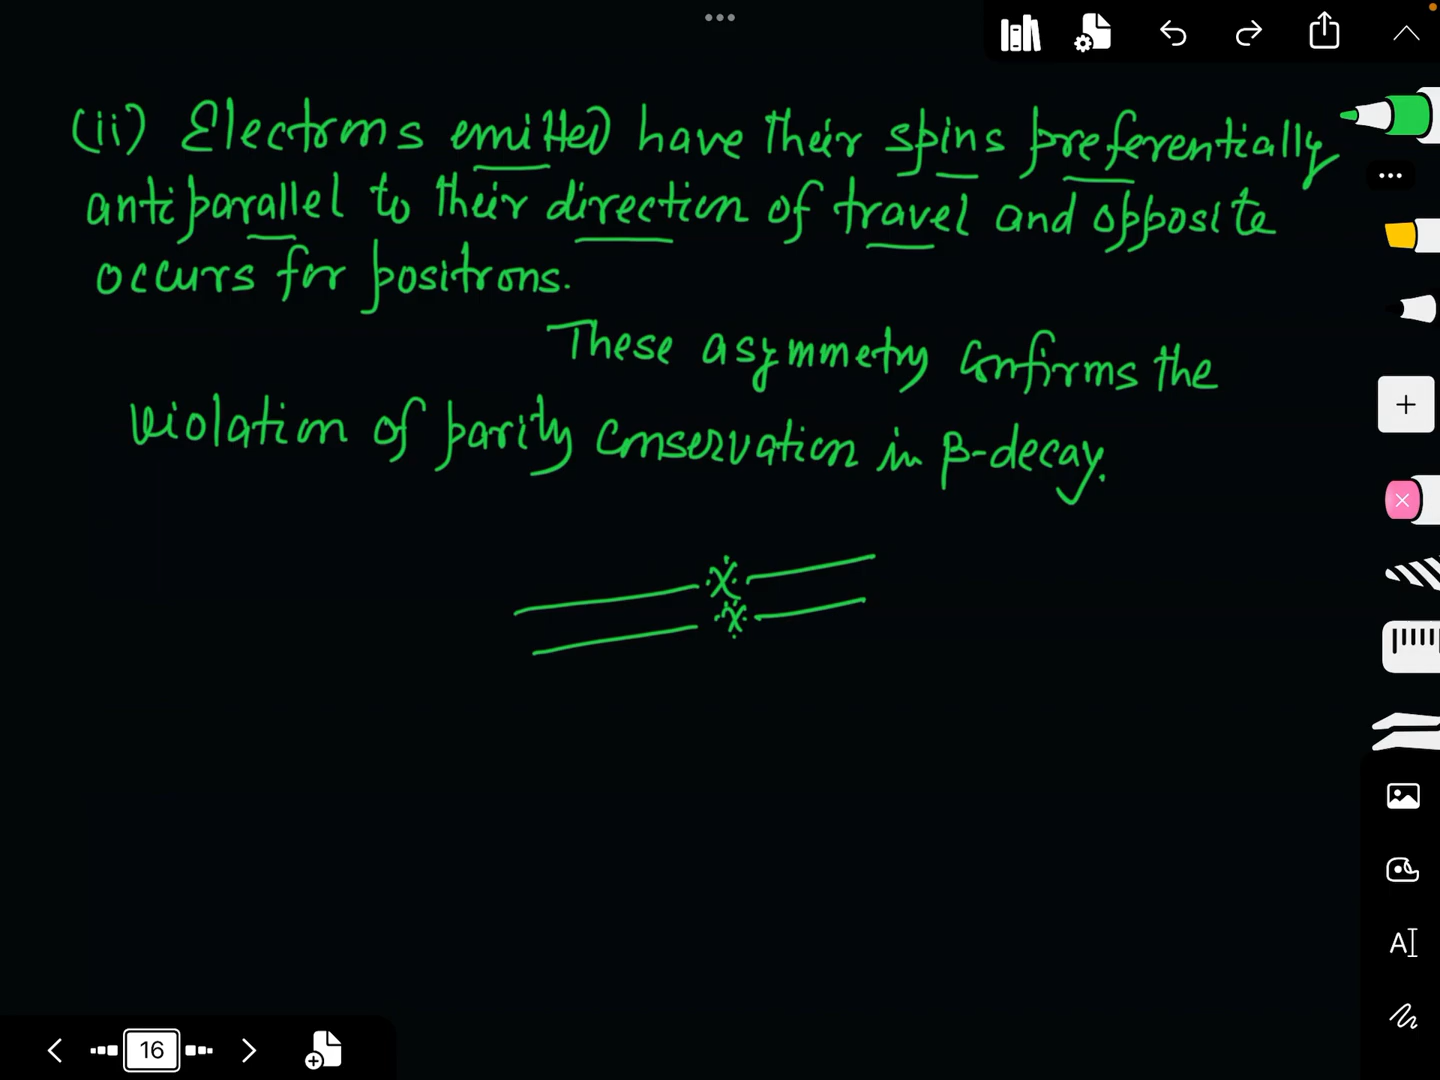 (ii) Electrons emitted have their spins preferentially
antiparallel to their direction of travel and opposite
occurs for positrons.
These asymmetry confirms the
violation of parity conservation in β-decay.
x
x
A
16